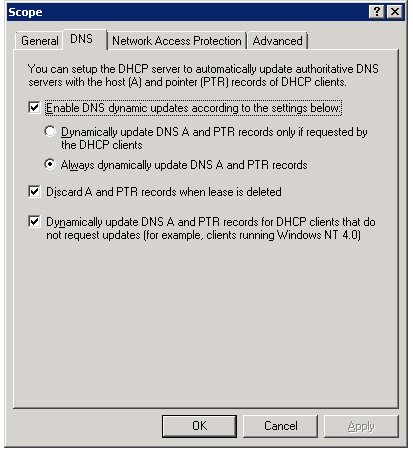 Scope
General DNS Network Access Protection Advanced
You can setup the DHCP server to automatically update authoritative DNS
servers with the host (A) and pointer (PTR) records of DHCP clients.
Enable DNS dynamic updates according to the settings below:
Dynamically update DNS A and PTR records only if requested by
the DHCP clients
Always dynamically update DNS A and PTR records
Discard A and PTR records when lease is deleted
Dynamically update DNS A and PTR records for DHCP clients that do
not request updates (for example, clients running Windows NT 4.0)
OK Cancel Apply